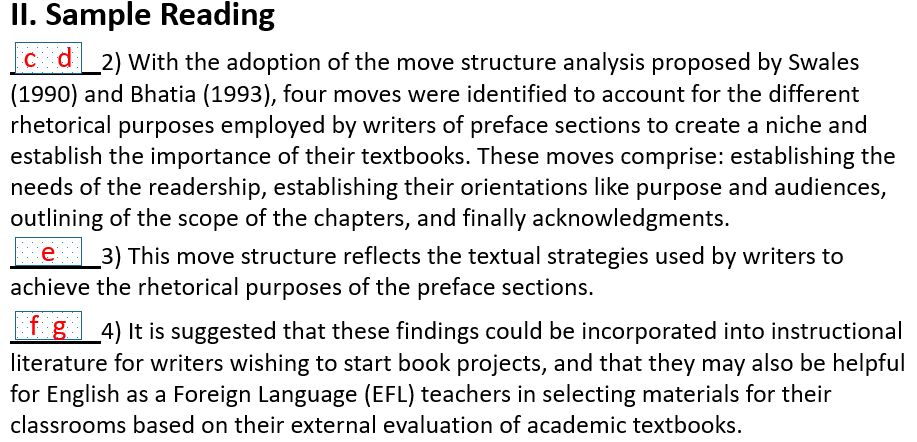 II. Sample Reading
c d 2) With the adoption of the move structure analysis proposed by Swales
(1990) and Bhatia (1993), four moves were identified to account for the different
rhetorical purposes employed by writers of preface sections to create a niche and
establish the importance of their textbooks. These moves comprise: establishing the
needs of the readership, establishing their orientations like purpose and audiences,
outlining of the scope of the chapters, and finally acknowledgments.
e 3) This move structure reflects the textual strategies used by writers to
achieve the rhetorical purposes of the preface sections.
f g 4) It is suggested that these findings could be incorporated into instructional
literature for writers wishing to start book projects, and that they may also be helpful
for English as a Foreign Language (EFL) teachers in selecting materials for their
classrooms based on their external evaluation of academic textbooks.